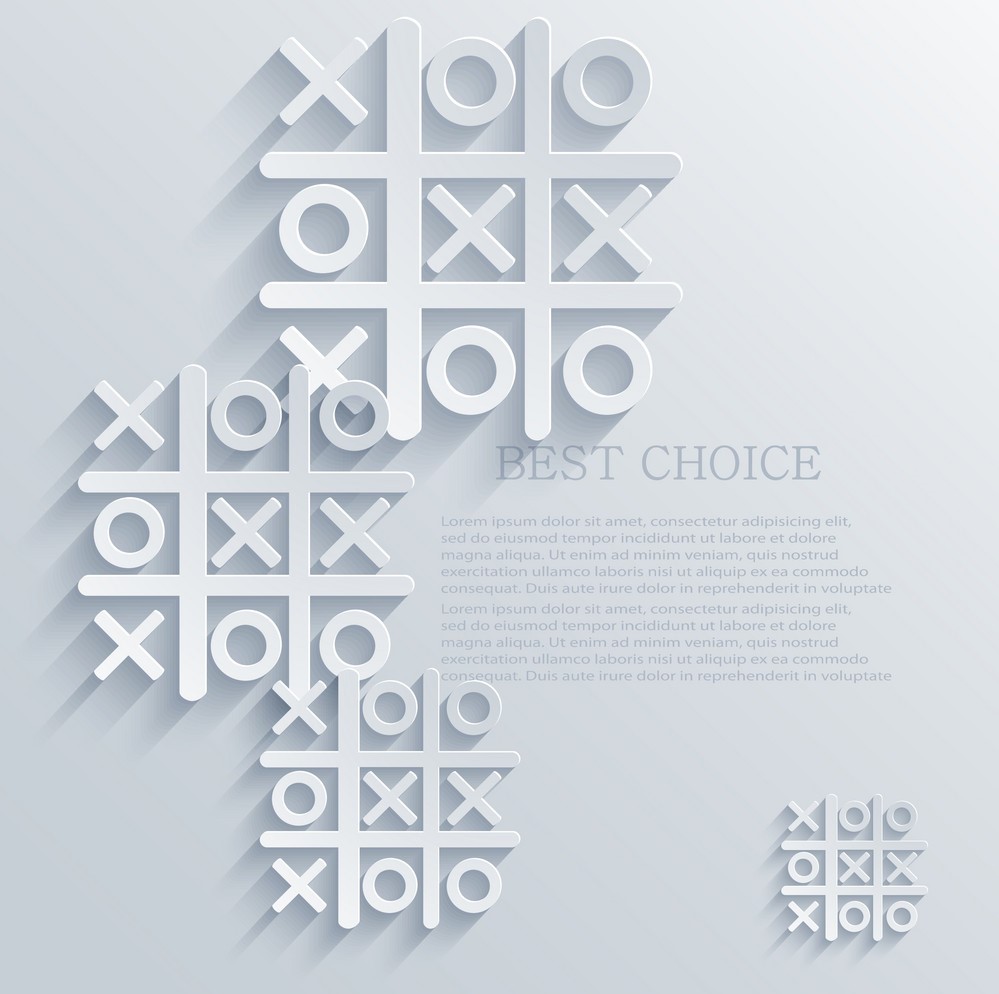 X O O
O X X
X O O
X O O
O X X
X O O
BEST CHOICE
Lorem ipsum dolor sit amet, consectetur adipisicing elit,
sed do eiusmod tempor incididunt ut labore et dolore
magna aliqua. Ut enim ad minim veniam, quis nostrud
exercitation ullamco laboris nisi ut aliquip ex ea commodo
consequat. Duis aute irure dolor in reprehenderit in voluptate
Lorem ipsum dolor sit amet, consectetur adipisicing elit,
sed do eiusmod tempor incididunt ut labore et dolore
magna aliqua. Ut enim ad minim veniam, quis nostrud
exercitation ullamco laboris nisi ut aliquip ex ea commodo
consequat. Duis aute irure dolor in reprehenderit in voluptate
X O O
O X X
X O O
X O O
O X X
X O O